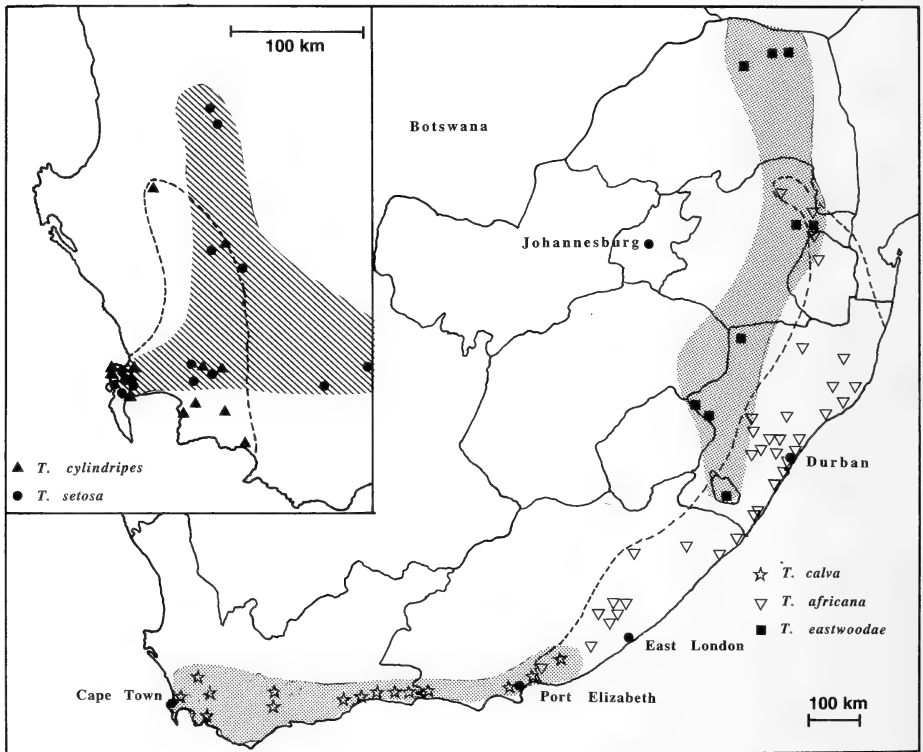 100 km
T. cylindripes
T. setosa
Botswana
Johannesburg
Durban
T. calva
T. africana
T. eastwoodae
East London
Port Elizabeth
Cape Town
100 km